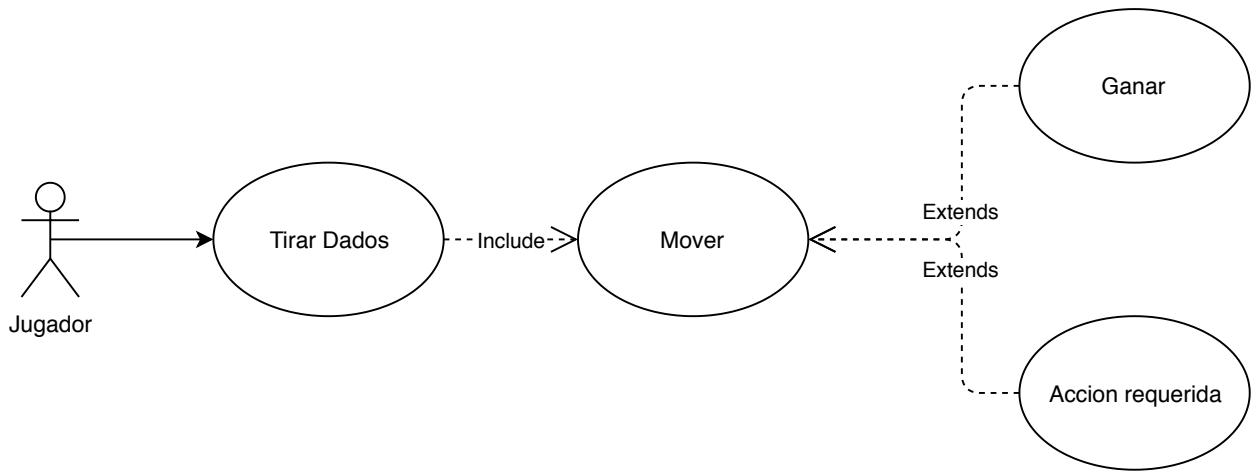 Ganar
Extends
Tirar Dados
Include
Mover
Extends
Jugador
Accion requerida